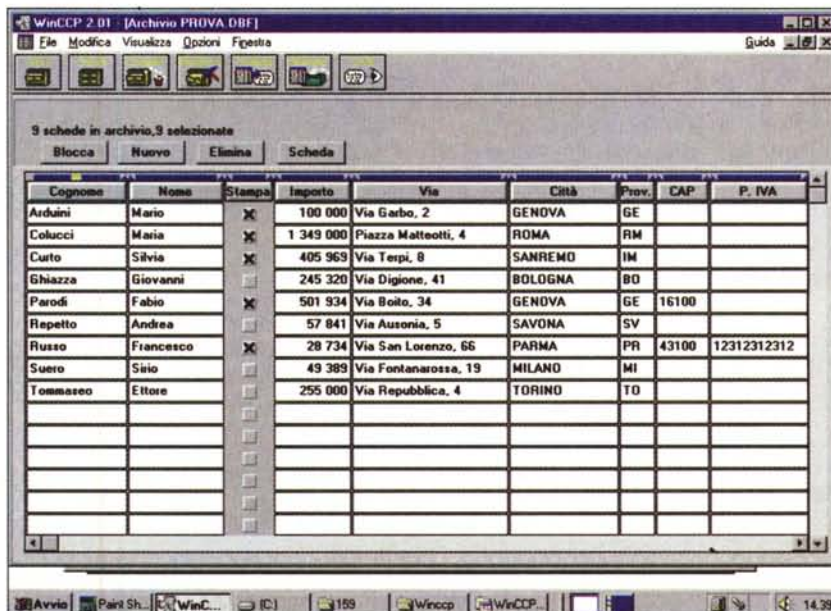 WinCCP 2.01 - [Archivio PROVA.DBF]
File Modifica Visualizza Opzioni Finestra Guida
9 schede in archivio,9 selezionate
Blocca Nuovo Elimina Scheda
Cognome Nome Stampa Importo Via Città Prov. CAP P. IVA
Arduini Mario 100 000 Via Garbo, 2 GENOVA GE
Colucci Maria 1 349 000 Piazza Matteotti, 4 ROMA RM
Curto Silvia 405 969 Via Terpi, 8 SANREMO IM
Ghiazza Giovanni 245 320 Via Digione, 41 BOLOGNA BO
Parodi Fabio 501 934 Via Boito, 34 GENOVA GE 16100
Repetto Andrea 57 841 Via Ausonia, 5 SAVONA SV
Russo Francesco 28 734 Via San Lorenzo, 66 PARMA PR 43100 12312312312
Suero Sirio 49 389 Via Fontanarossa, 19 MILANO MI
Tommaseo Ettore 255 000 Via Repubblica, 4 TORINO TO
Avvio Paint Sh... WinC... (C:) 159 Winccp WinCCP... 14.39